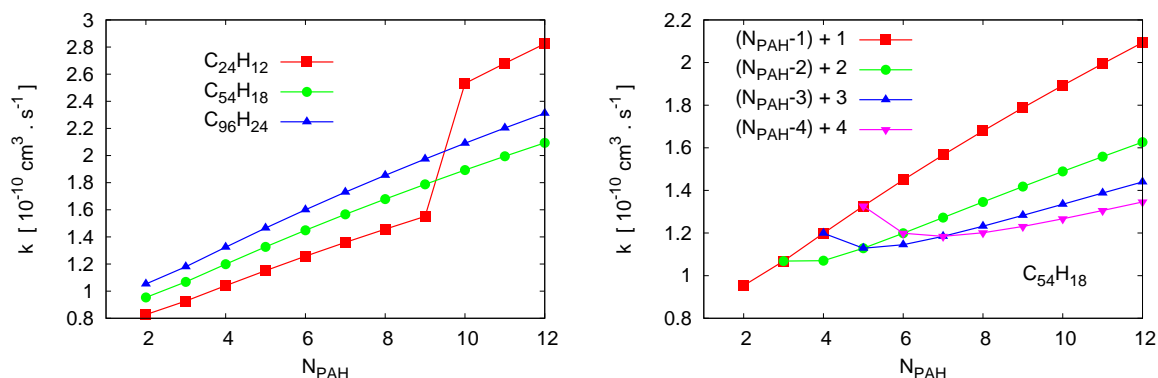 3
2.8
2.6
2.4
2.2
2
1.8
1.6
1.4
1.2
1
0.8
k [ 10⁻¹⁰ cm³ . s⁻¹ ]
C₂₄H₁₂
C₅₄H₁₈
C₉₆H₂₄
2 4 6 8 10 12
N_PAH
2.2
2
1.8
1.6
1.4
1.2
1
0.8
k [ 10⁻¹⁰ cm³ . s⁻¹ ]
(N_PAH-1) + 1
(N_PAH-2) + 2
(N_PAH-3) + 3
(N_PAH-4) + 4
C₅₄H₁₈
2 4 6 8 10 12
N_PAH